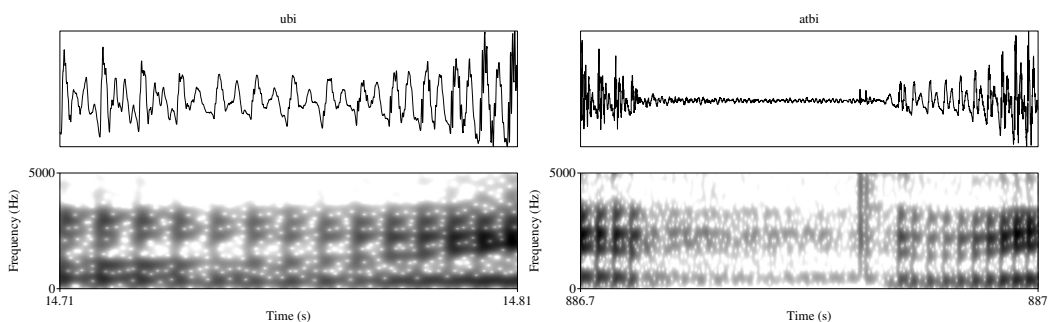 ubi
5000
Frequency (Hz)
0
14.71
14.81
Time (s)
atbi
5000
Frequency (Hz)
0
886.7
887
Time (s)